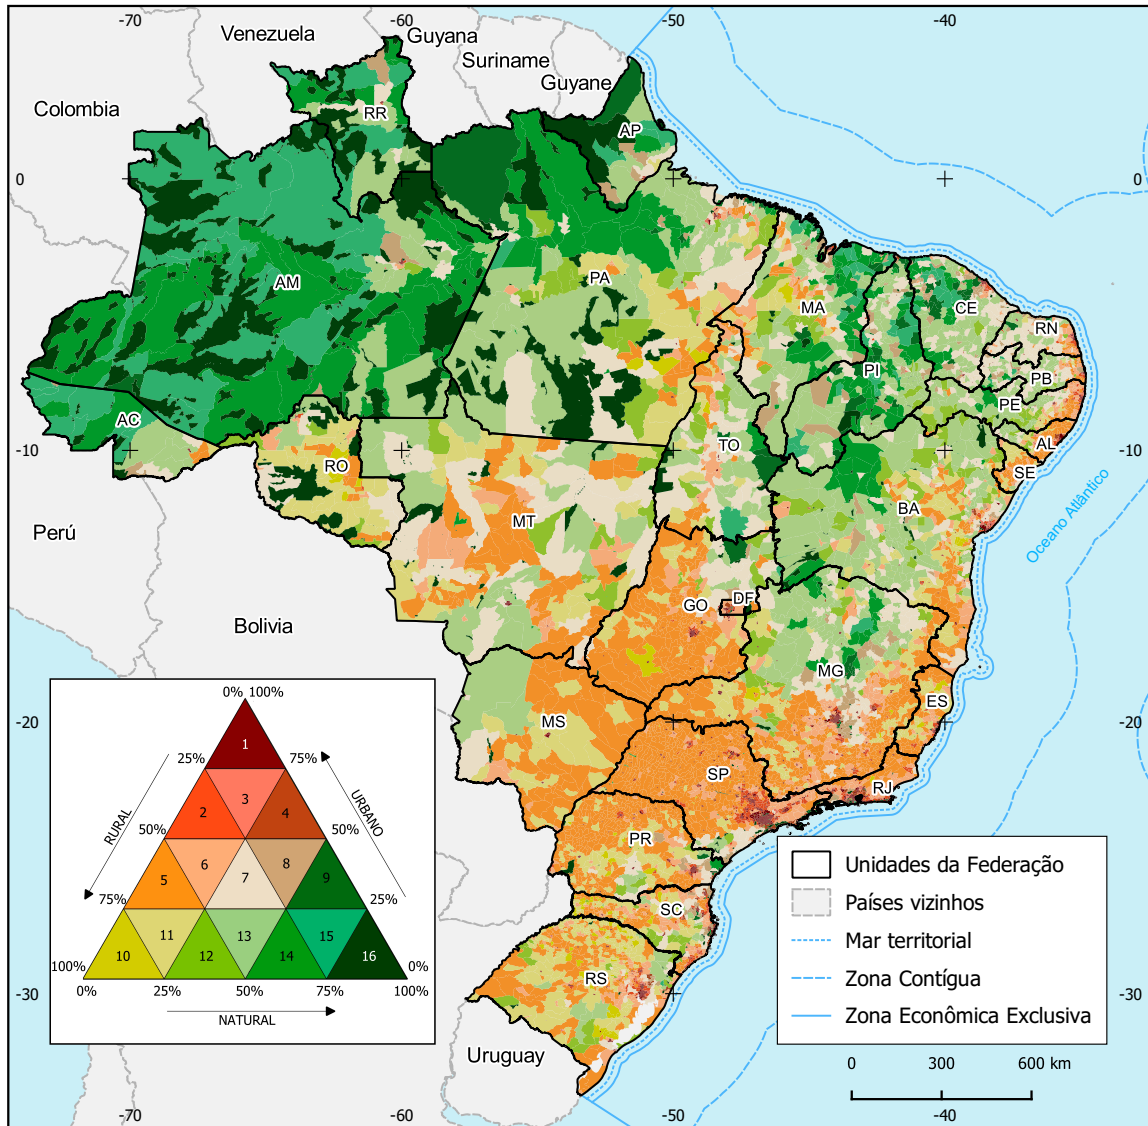 -70
-60
-50
-40
Venezuela
Guyana
Suriname
Guyane
Colombia
RR
AP
0
0
AM
PA
MA
CE
RN
PI
PB
PE
AC
-10
AL
-10
TO
RO
SE
BA
MT
Perú
Oceano Atlântico
GO
DF
Bolivia
MG
ES
-20
MS
-20
SP
RJ
PR
SC
RS
-30
-30
Uruguay
0% 100%
1
25%
75%
RURAL
URBANO
2
3
4
50%
50%
5
6
7
8
9
75%
25%
10
11
12
13
14
15
16
100%
0%
0%
25%
50%
75%
100%
NATURAL
Unidades da Federação
Países vizinhos
Mar territorial
Zona Contígua
Zona Econômica Exclusiva
0
300
600 km
-70
-60
-50
-40